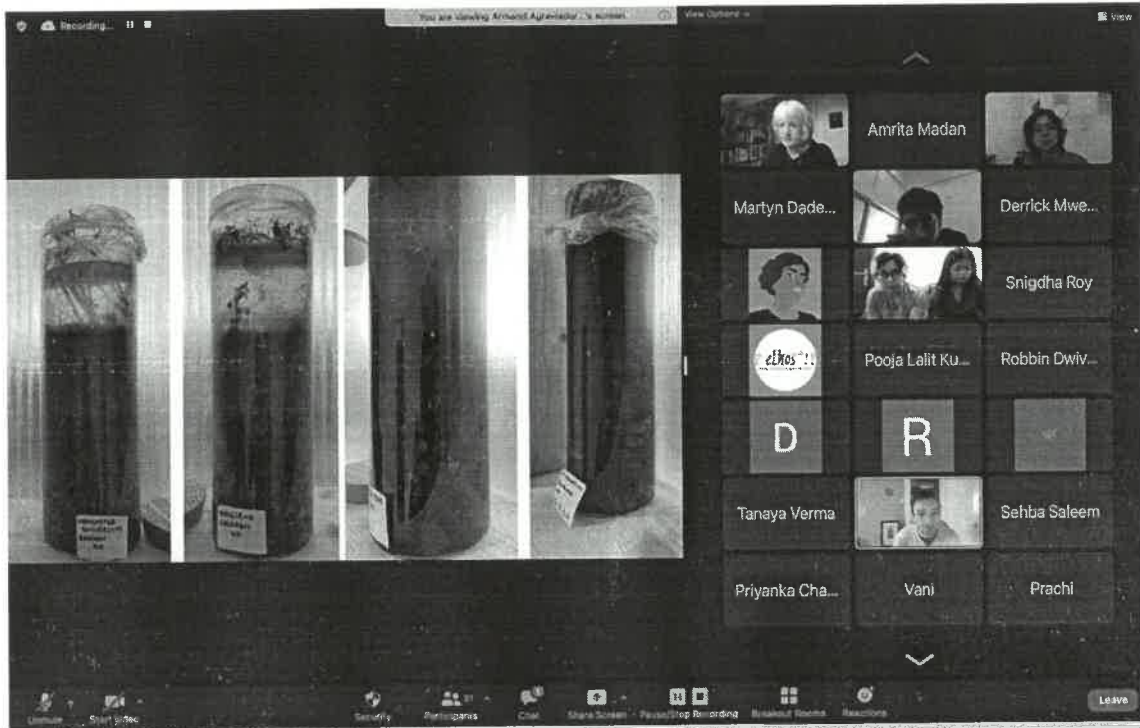 Recording...
You are viewing Armand Agraviador...'s screen
View Options
View
Amrita Madan
Martyn Dade...
Derrick Mwe...
Snigdha Roy
Pooja Lalit Ku...
Robbin Dwiv...
D
R
Tanaya Verma
Sehba Saleem
Priyanka Cha...
Vani
Prachi
Unmute
Start Video
Security
Participants
Chat
Share Screen
Pause/Stop Recording
Breakout Rooms
Reactions
Leave